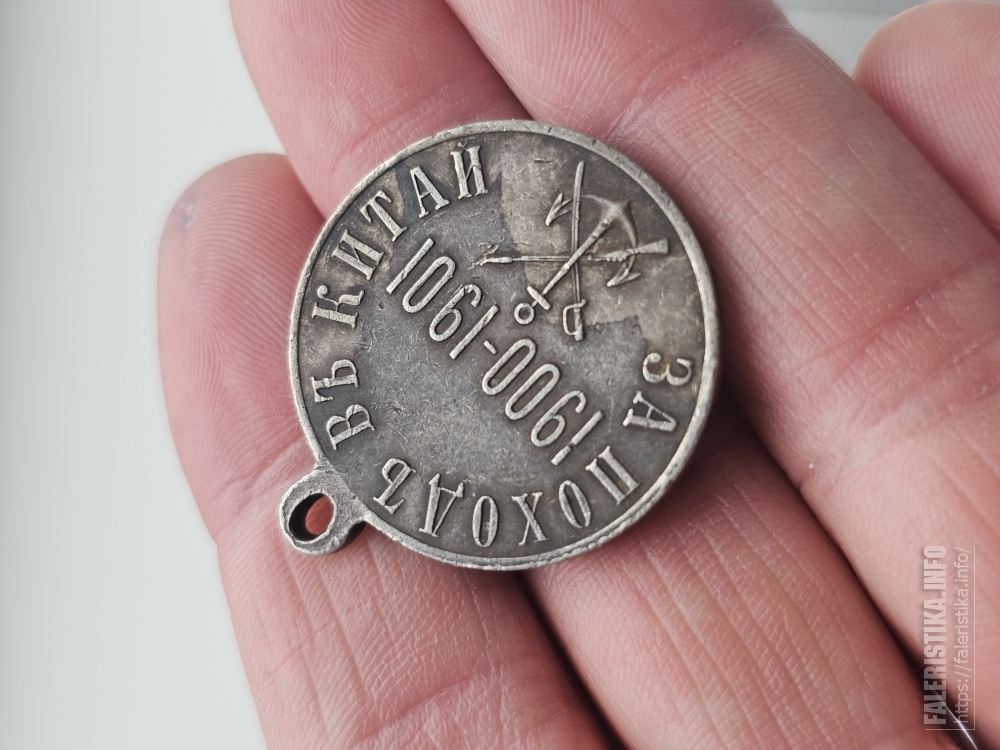 ЗА ПОХОДЪ ВЪ КИТАЙ
1900-1901
FALERISTIKA.INFO
https://faleristika.info/